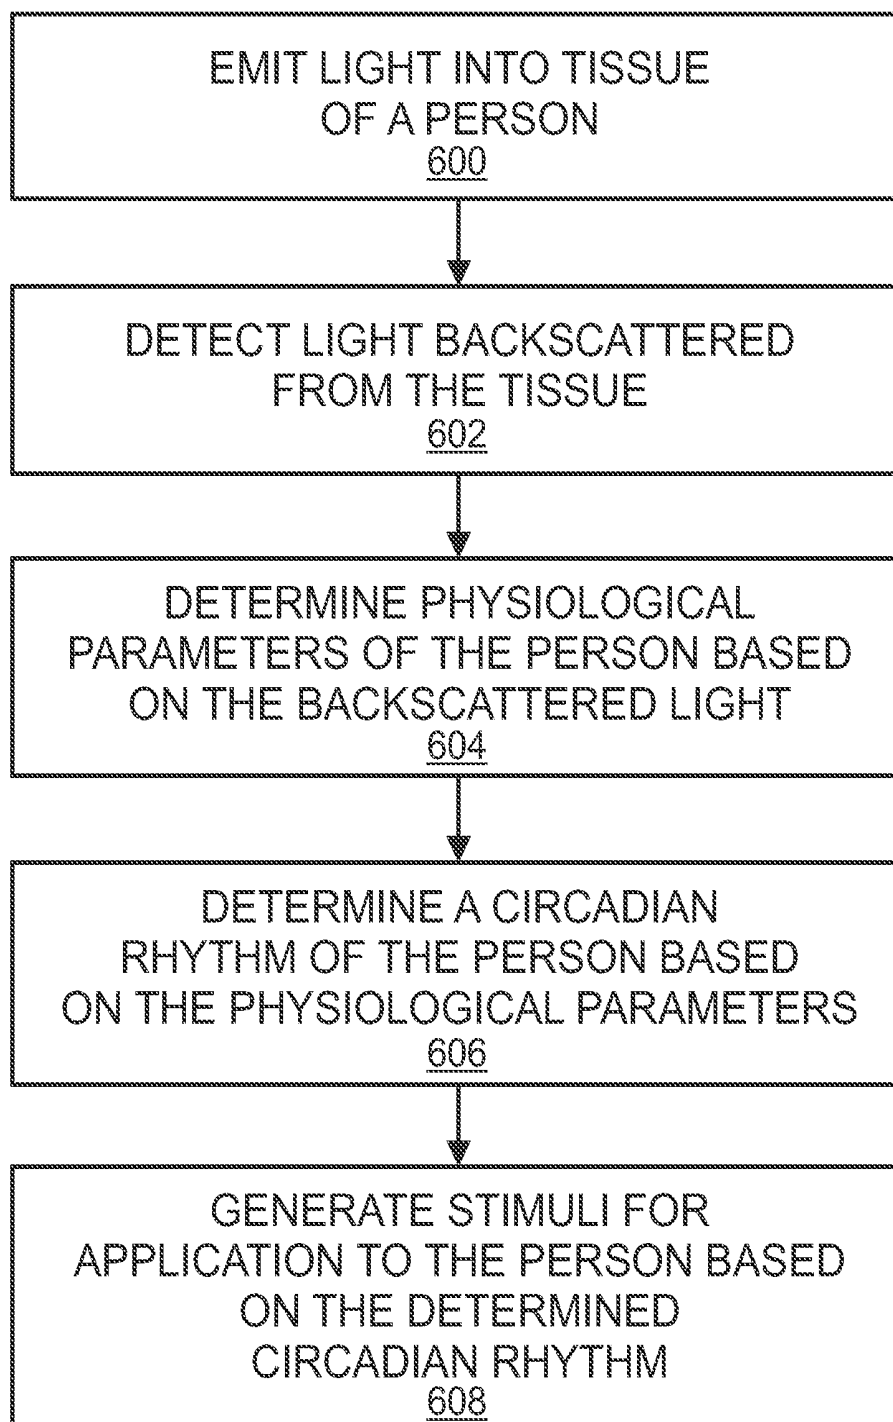 EMIT LIGHT INTO TISSUE
OF A PERSON
600
DETECT LIGHT BACKSCATTERED
FROM THE TISSUE
602
DETERMINE PHYSIOLOGICAL
PARAMETERS OF THE PERSON BASED
ON THE BACKSCATTERED LIGHT
604
DETERMINE A CIRCADIAN
RHYTHM OF THE PERSON BASED
ON THE PHYSIOLOGICAL PARAMETERS
606
GENERATE STIMULI FOR
APPLICATION TO THE PERSON BASED
ON THE DETERMINED
CIRCADIAN RHYTHM
608